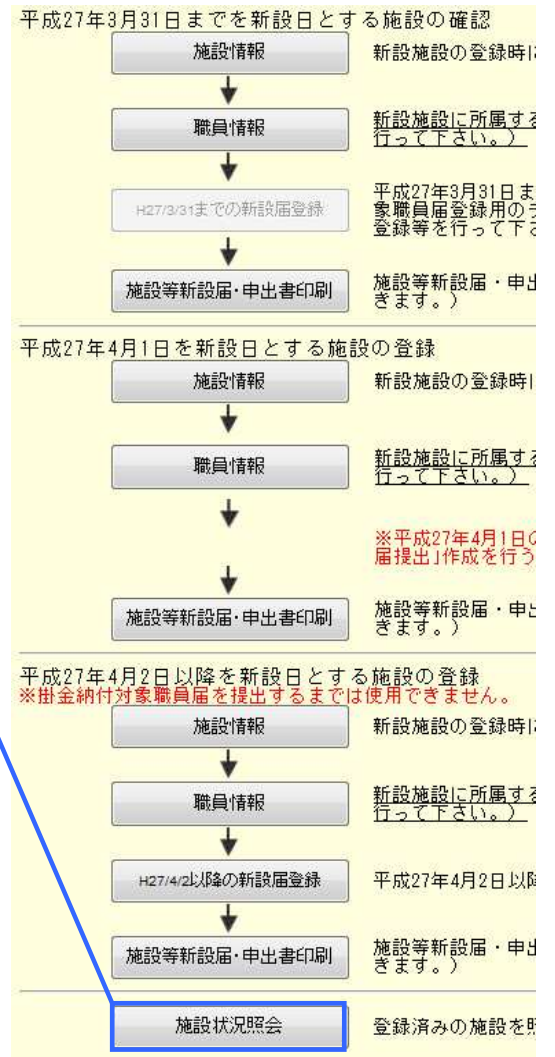 平成27年3月31日までを新設日とする施設の確認
施設情報
新設施設の登録時に
職員情報
新設施設に所属する
行って下さい。）
H27/3/31までの新設届登録
平成27年3月31日ま
象職員届登録用の
登録等を行って下さ
施設等新設届・申出書印刷
施設等新設届・申出
きます。）
平成27年4月1日を新設日とする施設の登録
施設情報
新設施設の登録時に
職員情報
新設施設に所属する
行って下さい。）
※平成27年4月1日の
届提出」作成を行う
施設等新設届・申出書印刷
施設等新設届・申出
きます。）
平成27年4月2日以降を新設日とする施設の登録
※掛金納付対象職員届を提出するまでは使用できません。
施設情報
新設施設の登録時に
職員情報
新設施設に所属する
行って下さい。）
H27/4/2以降の新設届登録
平成27年4月2日以降
施設等新設届・申出書印刷
施設等新設届・申出
きます。）
施設状況照会
登録済みの施設を照